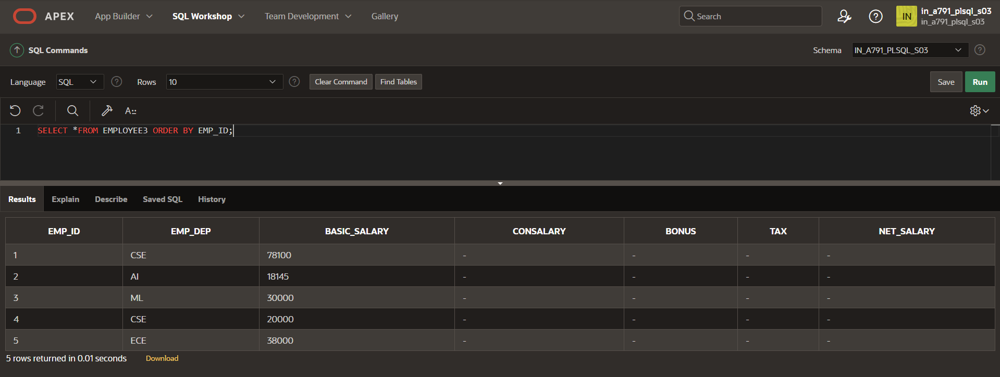 APEX App Builder SQL Workshop Team Development Gallery Search IN in_a791_plsql_s03
in_a791_plsql_s03
SQL Commands Schema IN_A791_PLSQL_S03
Language SQL Rows 10 Clear Command Find Tables Save Run
A::
1 SELECT *FROM EMPLOYEE3 ORDER BY EMP_ID;
Results Explain Describe Saved SQL History
EMP_ID EMP_DEP BASIC_SALARY CONSALARY BONUS TAX NET_SALARY
1 CSE 78100 - - - -
2 AI 18145 - - - -
3 ML 30000 - - - -
4 CSE 20000 - - - -
5 ECE 38000 - - - -
5 rows returned in 0.01 seconds Download